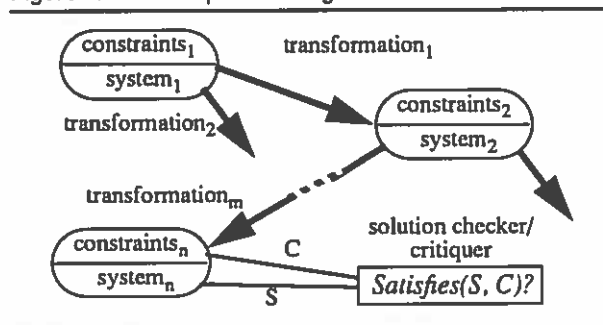 constraints₁
system₁
transformation₁
transformation₂
constraints₂
system₂
transformationₘ
constraintsₙ
systemₙ
C
S
solution checker/
critiquer
Satisfies(S, C)?